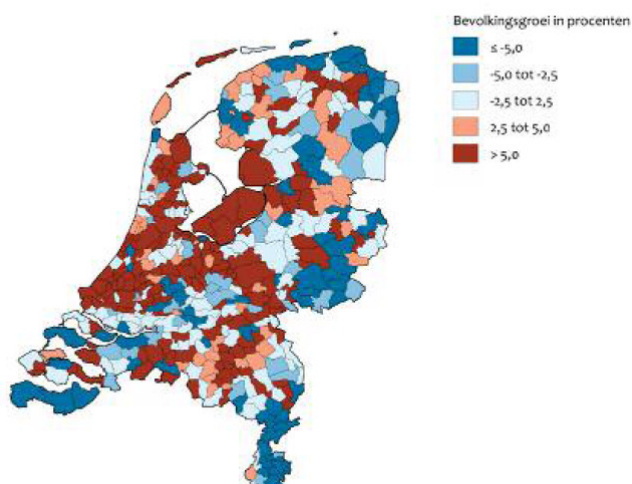 Bevolkingsgroei in procenten
≤ -5,0
-5,0 tot -2,5
-2,5 tot 2,5
2,5 tot 5,0
> 5,0